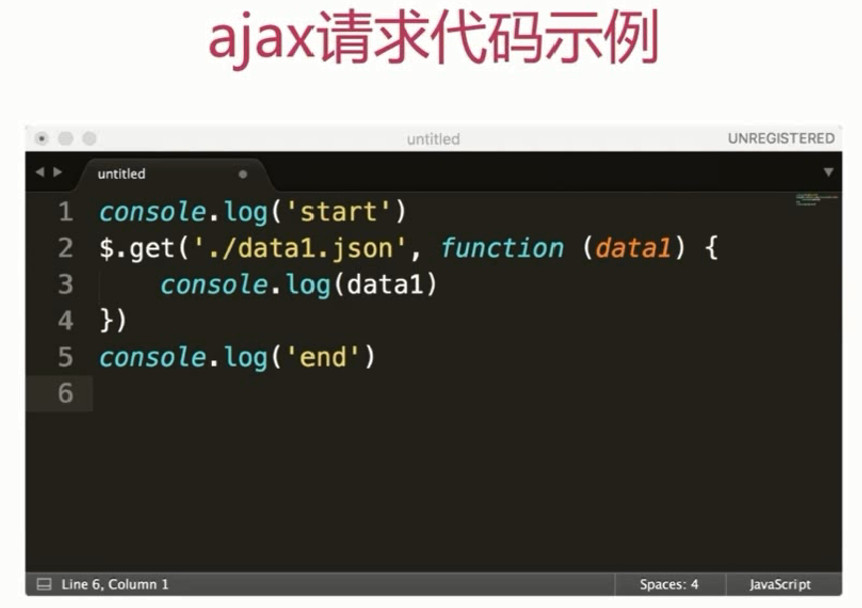 ajax请求代码示例
untitled
UNREGISTERED
untitled
1 console.log('start')
2 $.get('./data1.json', function (data1) {
3     console.log(data1)
4 })
5 console.log('end')
6
Line 6, Column 1
Spaces: 4
JavaScript